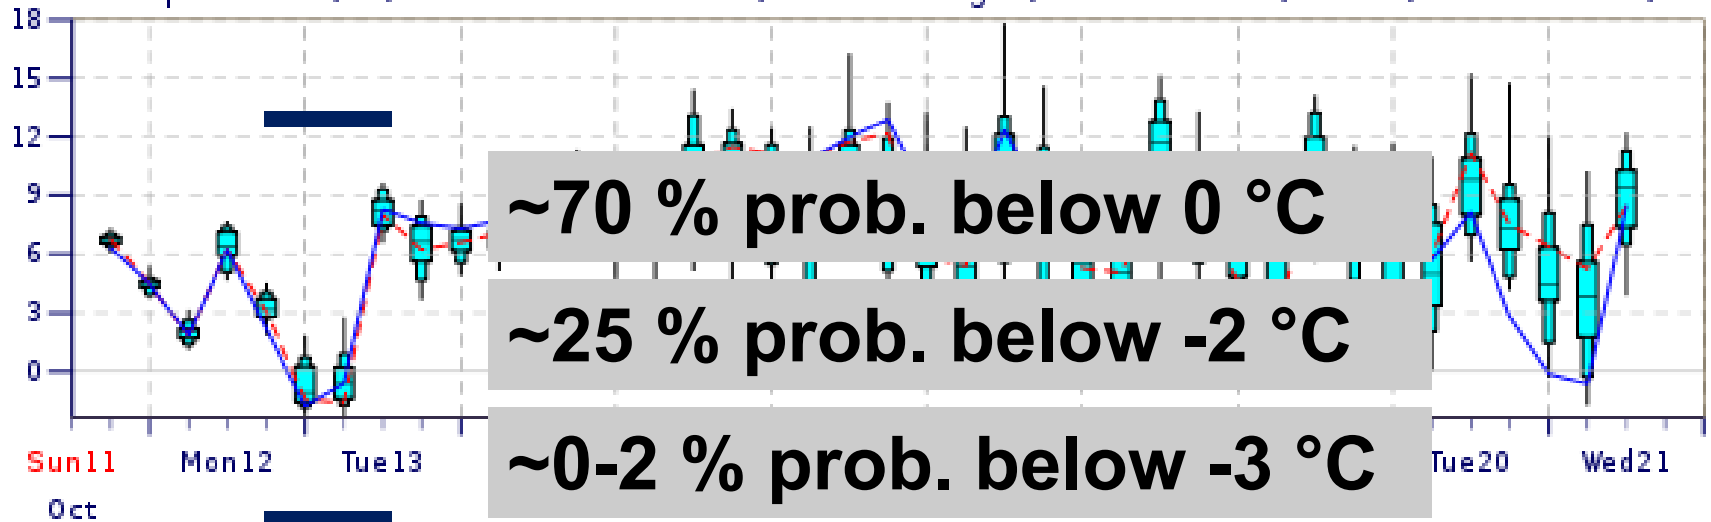 18
15
12
9
6
3
0
~70 % prob. below 0 °C
~25 % prob. below -2 °C
~0-2 % prob. below -3 °C
Sun11 Mon12 Tue13 Tue20 Wed21
Oct